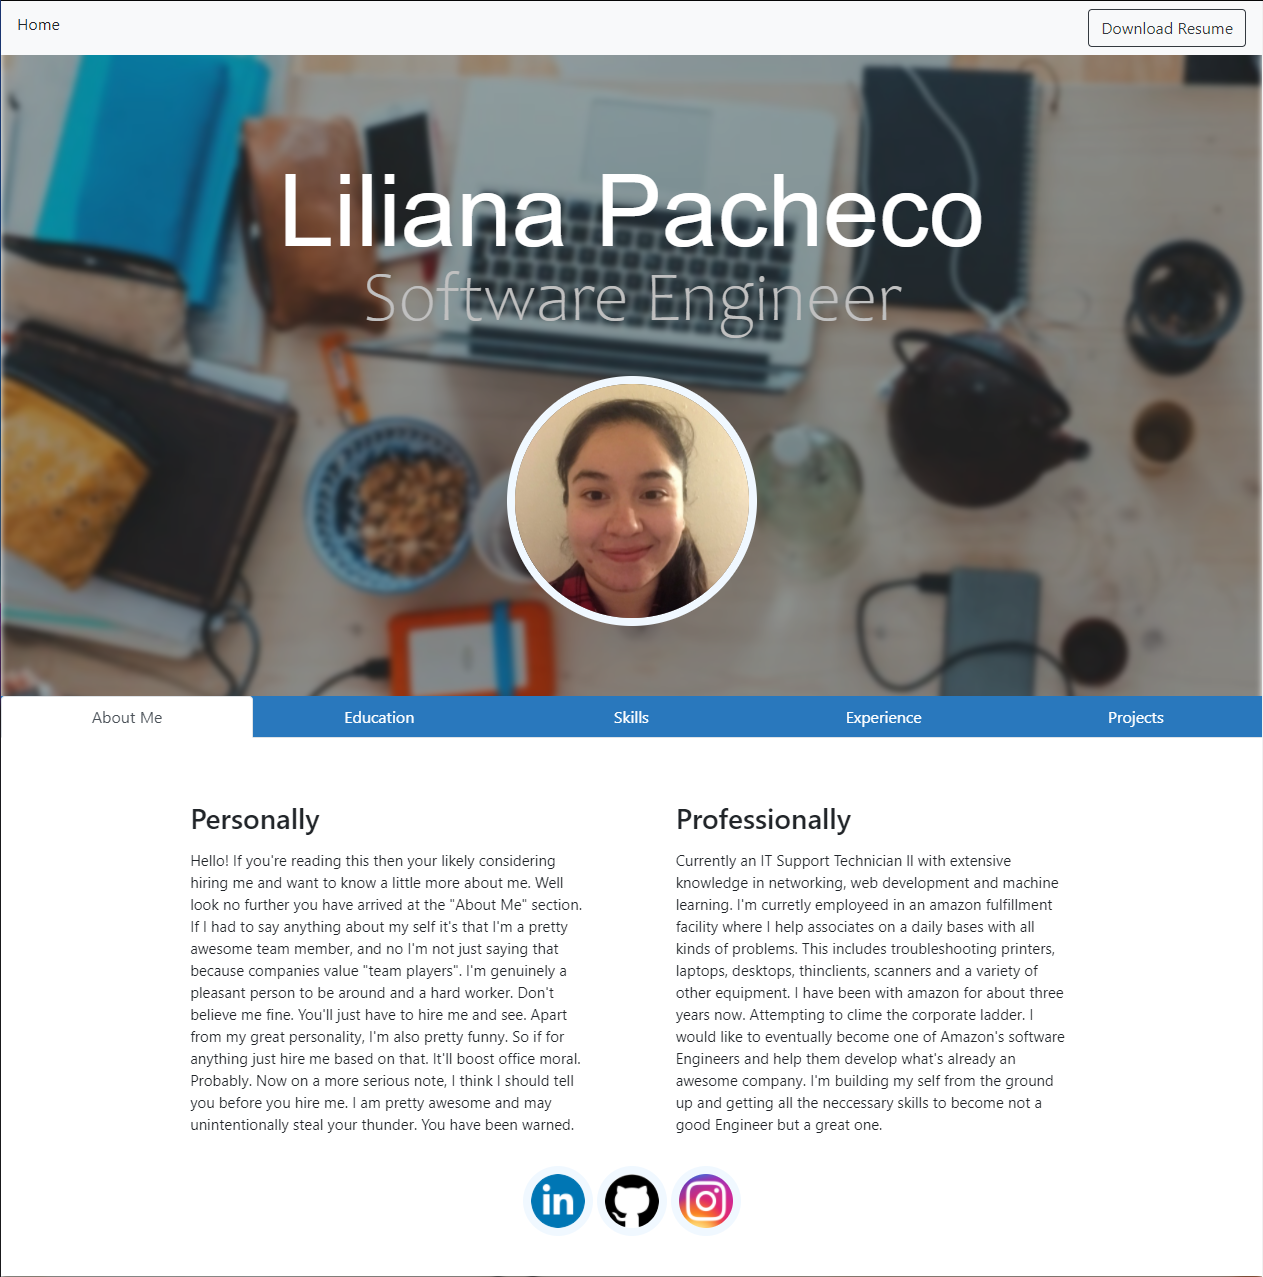 Home
Download Resume
Liliana Pacheco
Software Engineer
About Me
Education
Skills
Experience
Projects
Personally
Hello! If you're reading this then your likely considering
hiring me and want to know a little more about me. Well
look no further you have arrived at the "About Me" section.
If I had to say anything about my self it's that I'm a pretty
awesome team member, and no I'm not just saying that
because companies value "team players". I'm genuinely a
pleasant person to be around and a hard worker. Don't
believe me fine. You'll just have to hire me and see. Apart
from my great personality, I'm also pretty funny. So if for
anything just hire me based on that. It'll boost office moral.
Probably. Now on a more serious note, I think I should tell
you before you hire me. I am pretty awesome and may
unintentionally steal your thunder. You have been warned.
Professionally
Currently an IT Support Technician II with extensive
knowledge in networking, web development and machine
learning. I'm curretly employeed in an amazon fulfillment
facility where I help associates on a daily bases with all
kinds of problems. This includes troubleshooting printers,
laptops, desktops, thinclients, scanners and a variety of
other equipment. I have been with amazon for about three
years now. Attempting to clime the corporate ladder. I
would like to eventually become one of Amazon's software
Engineers and help them develop what's already an
awesome company. I'm building my self from the ground
up and getting all the neccessary skills to become not a
good Engineer but a great one.
in